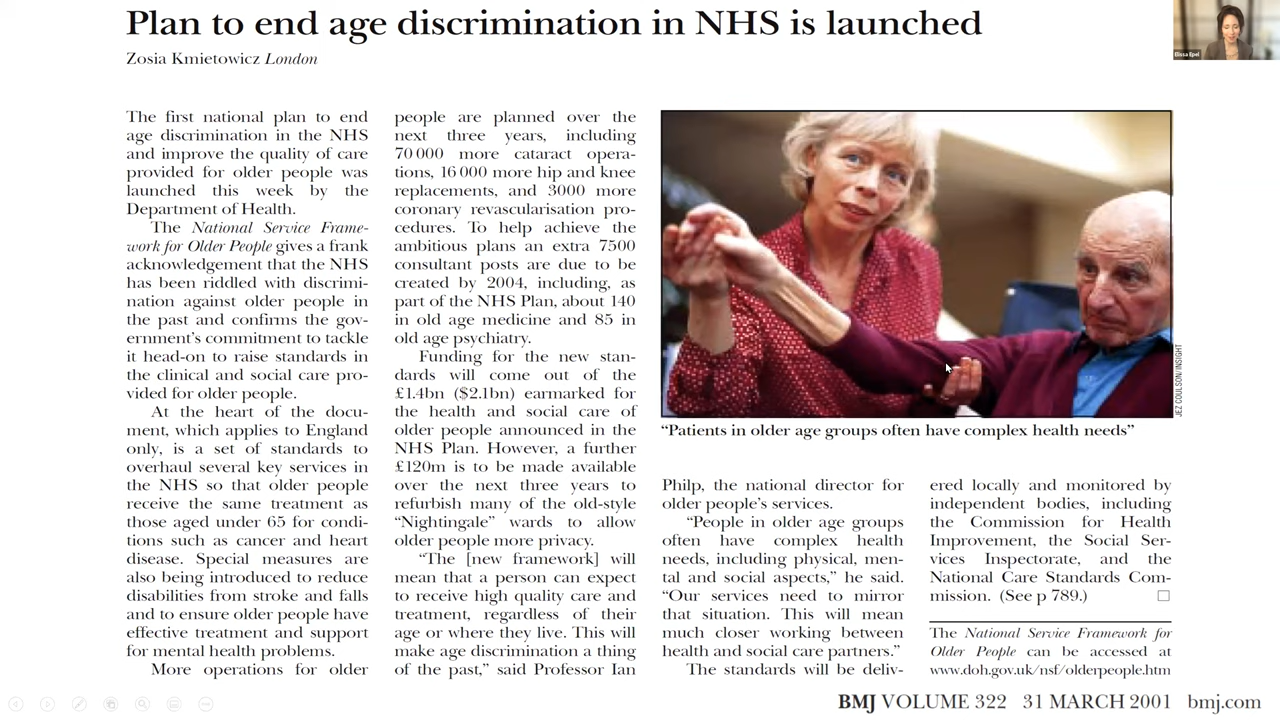 Plan to end age discrimination in NHS is launched
Zosia Kmietowicz London
Elissa Epel
The first national plan to end
age discrimination in the NHS
and improve the quality of care
provided for older people was
launched this week by the
Department of Health.
The National Service Frame-
work for Older People gives a frank
acknowledgement that the NHS
has been riddled with discrimi-
nation against older people in
the past and confirms the gov-
ernment's commitment to tackle
it head-on to raise standards in
the clinical and social care pro-
vided for older people.
At the heart of the docu-
ment, which applies to England
only, is a set of standards to
overhaul several key services in
the NHS so that older people
receive the same treatment as
those aged under 65 for condi-
tions such as cancer and heart
disease. Special measures are
also being introduced to reduce
disabilities from stroke and falls
and to ensure older people have
effective treatment and support
for mental health problems.
More operations for older
people are planned over the
next three years, including
70 000 more cataract opera-
tions, 16 000 more hip and knee
replacements, and 3000 more
coronary revascularisation pro-
cedures. To help achieve the
ambitious plans an extra 7500
consultant posts are due to be
created by 2004, including, as
part of the NHS Plan, about 140
in old age medicine and 85 in
old age psychiatry.
Funding for the new stan-
dards will come out of the
£1.4bn ($2.1bn) earmarked for
the health and social care of
older people announced in the
NHS Plan. However, a further
£120m is to be made available
over the next three years to
refurbish many of the old-style
“Nightingale” wards to allow
older people more privacy.
“The [new framework] will
mean that a person can expect
to receive high quality care and
treatment, regardless of their
age or where they live. This will
make age discrimination a thing
of the past,” said Professor Ian
JEZ COULSON/INSIGHT
“Patients in older age groups often have complex health needs”
Philp, the national director for
older people's services.
“People in older age groups
often have complex health
needs, including physical, men-
tal and social aspects,” he said.
“Our services need to mirror
that situation. This will mean
much closer working between
health and social care partners.”
The standards will be deliv-
ered locally and monitored by
independent bodies, including
the Commission for Health
Improvement, the Social Ser-
vices Inspectorate, and the
National Care Standards Com-
mission. (See p 789.)
The National Service Framework for
Older People can be accessed at
www.doh.gov.uk/nsf/olderpeople.htm
BMJ VOLUME 322 31 MARCH 2001 bmj.com